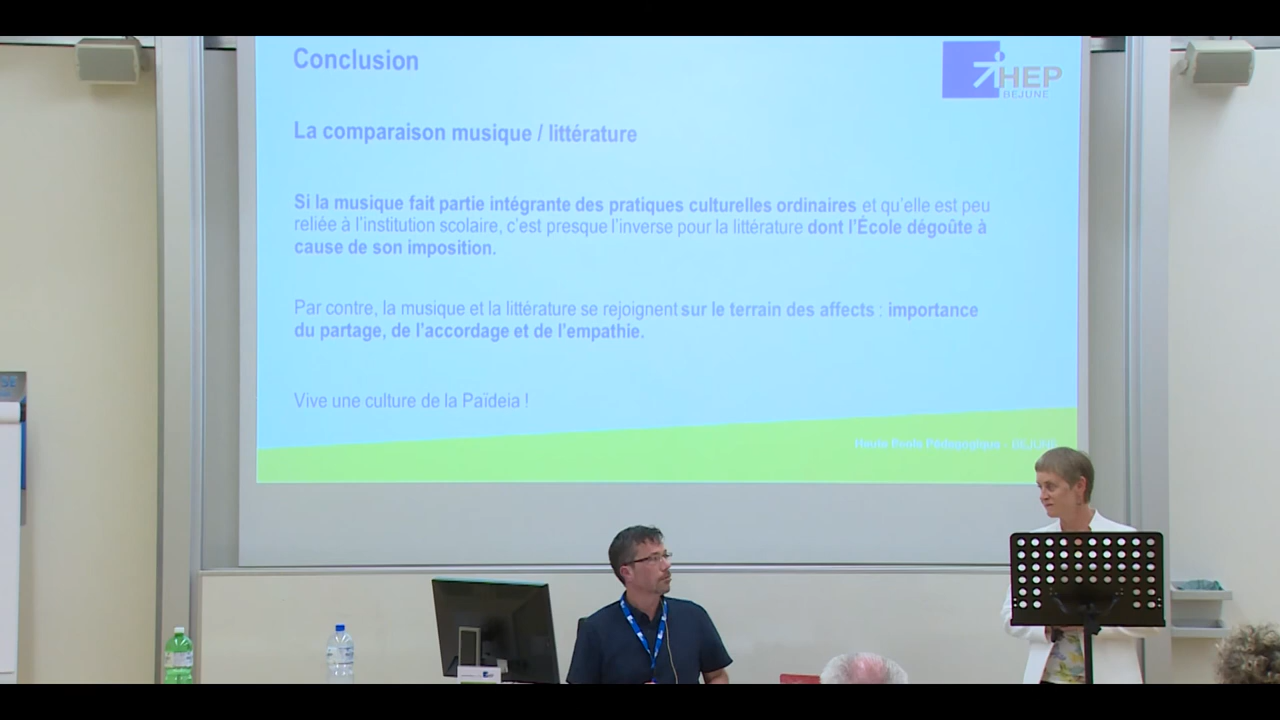 Conclusion
HEP
BEJUNE
La comparaison musique / littérature
Si la musique fait partie intégrante des pratiques culturelles ordinaires et qu'elle est peu
reliée à l'institution scolaire, c'est presque l'inverse pour la littérature dont l'École dégoûte à
cause de son imposition.
Par contre, la musique et la littérature se rejoignent sur le terrain des affects : importance
du partage, de l'accordage et de l'empathie.
Vive une culture de la Païdeia !
Haute Ecole Pédagogique - BEJUNE